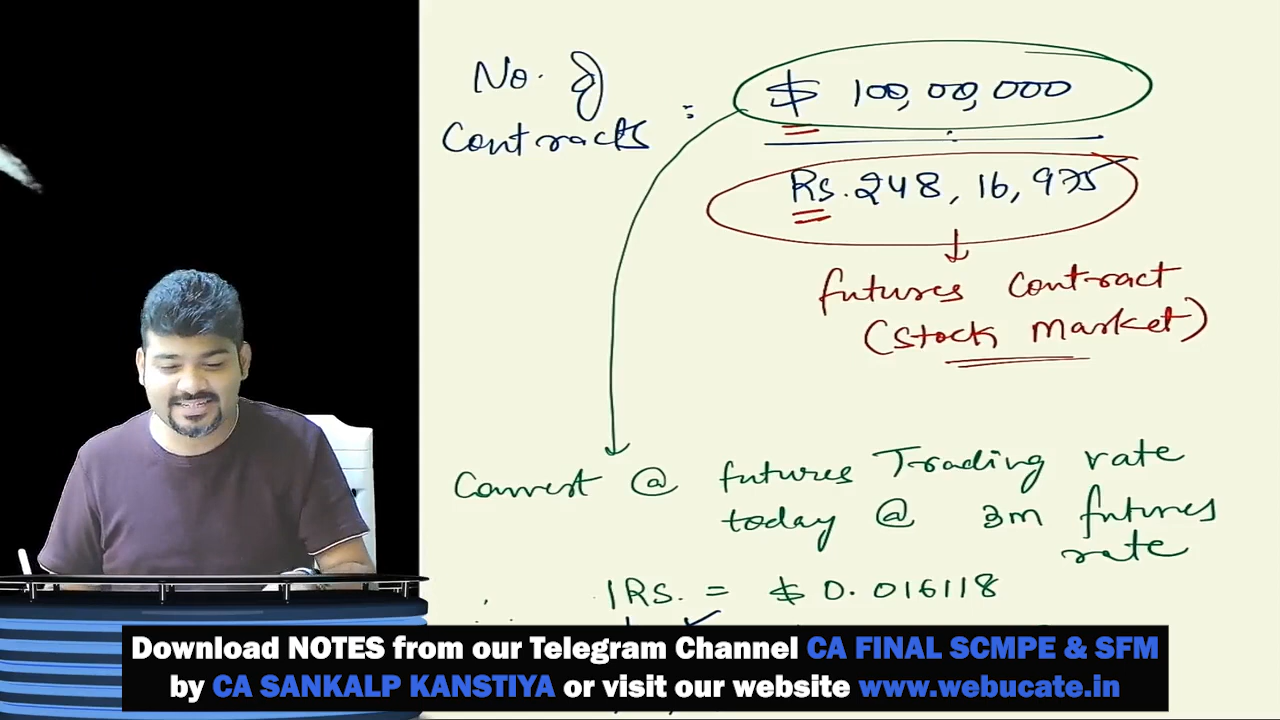 No. of
Contracts : $ 100,00,000
Rs. 248, 16, 975
futures contract
(Stock Market)
Convert @ futures Trading rate
today @ 3m futures
rate
1RS. = $ 0.016118
Download NOTES from our Telegram Channel CA FINAL SCMPE & SFM
by CA SANKALP KANSTIYA or visit our website www.webucate.in